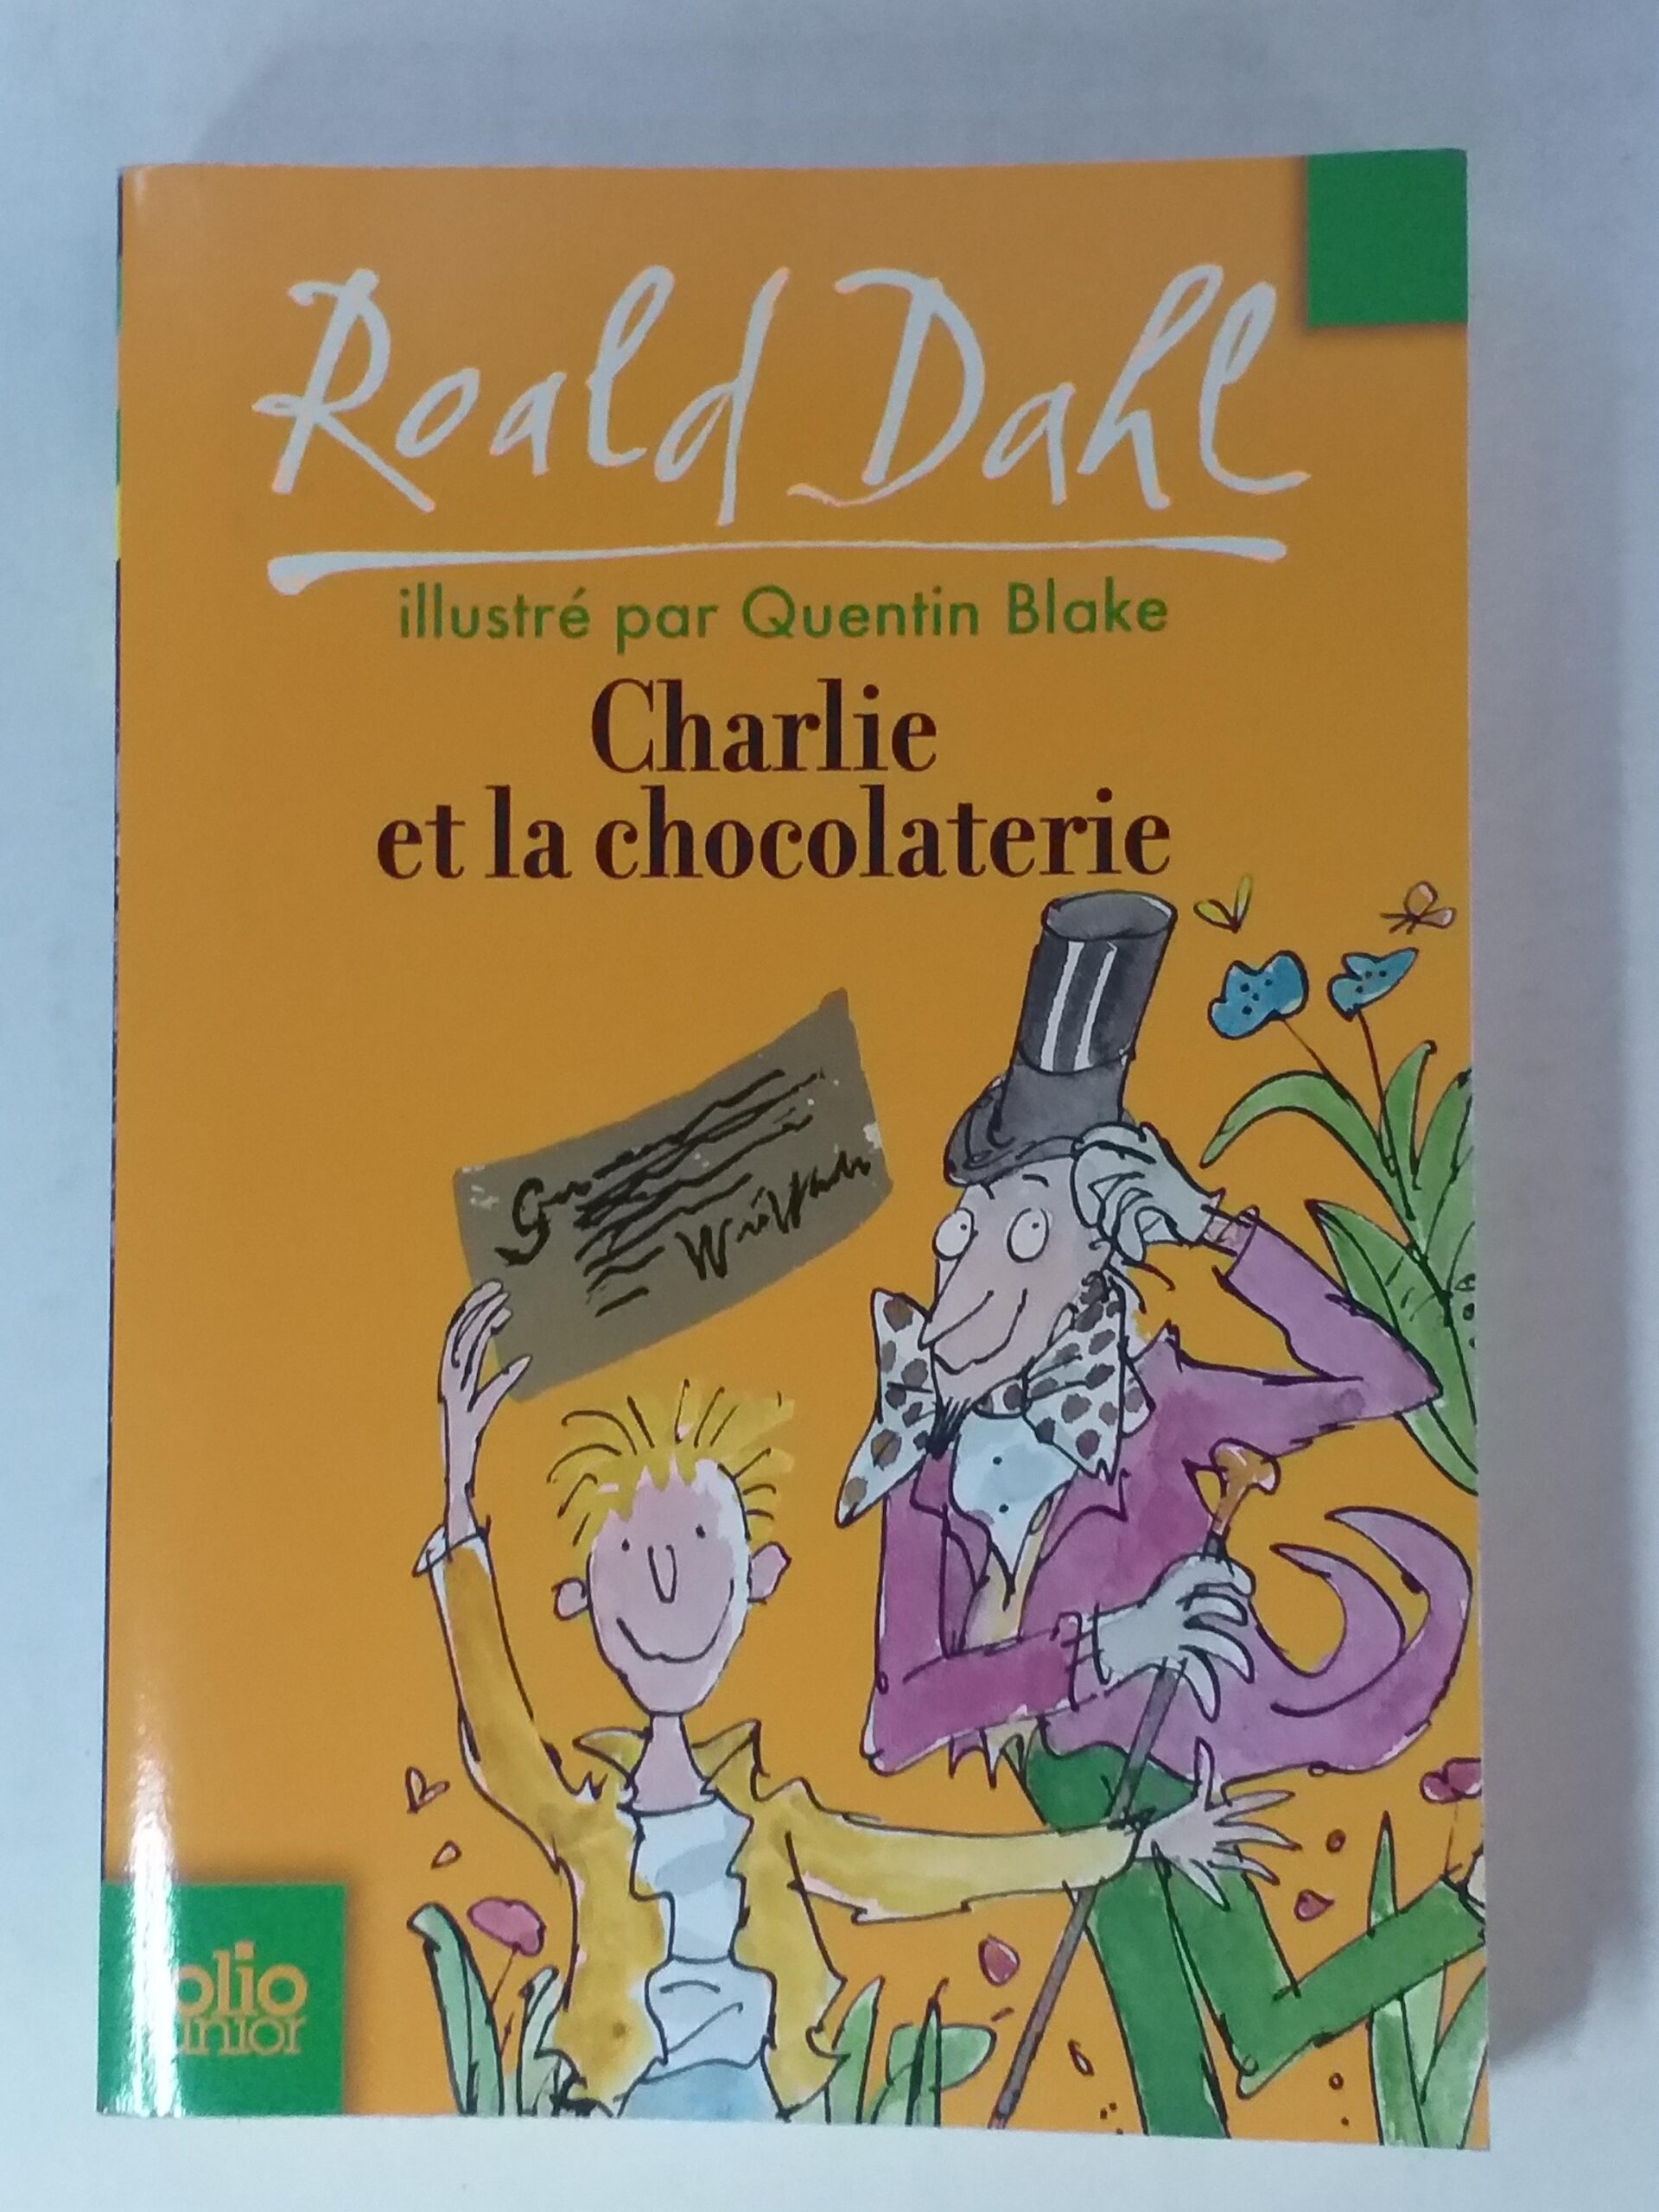 Roald Dahl
illustré par Quentin Blake
Charlie
et la chocolaterie